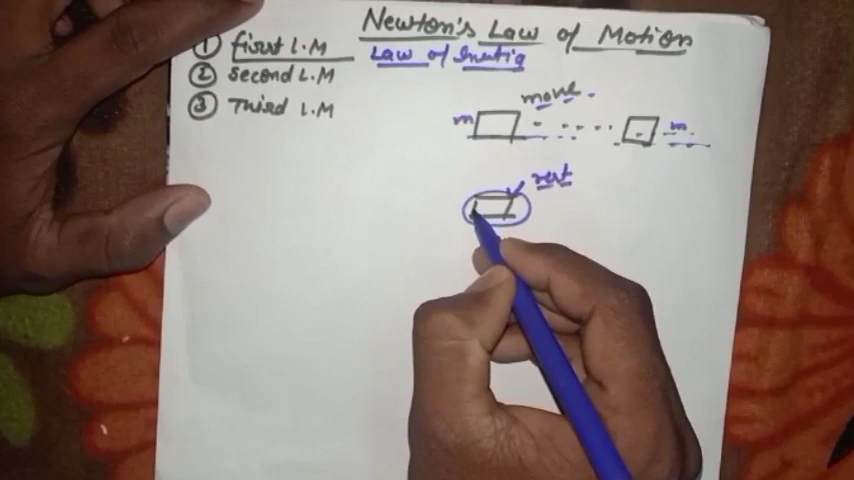 Newton's Law of Motion
① first L.M Law of Inertia
② second L.M
③ Third L.M
move.
m m
rest